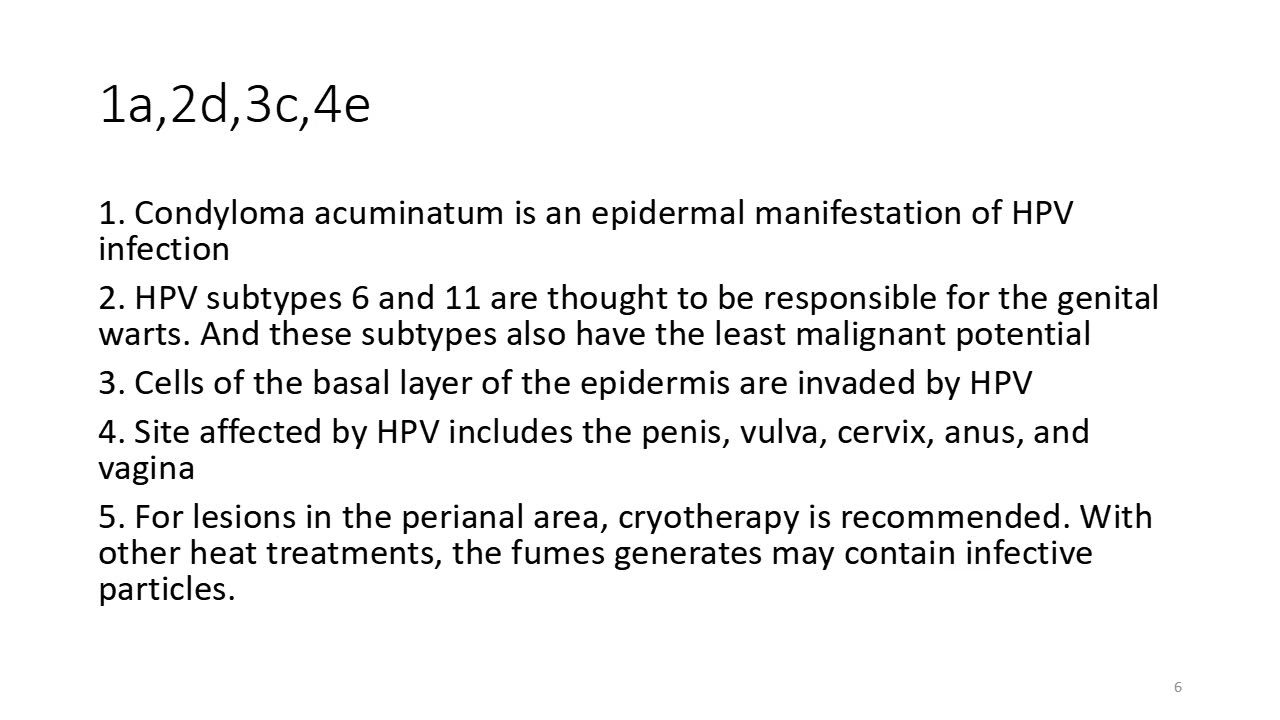 1a,2d,3c,4e
1. Condyloma acuminatum is an epidermal manifestation of HPV
infection
2. HPV subtypes 6 and 11 are thought to be responsible for the genital
warts. And these subtypes also have the least malignant potential
3. Cells of the basal layer of the epidermis are invaded by HPV
4. Site affected by HPV includes the penis, vulva, cervix, anus, and
vagina
5. For lesions in the perianal area, cryotherapy is recommended. With
other heat treatments, the fumes generates may contain infective
particles.
6